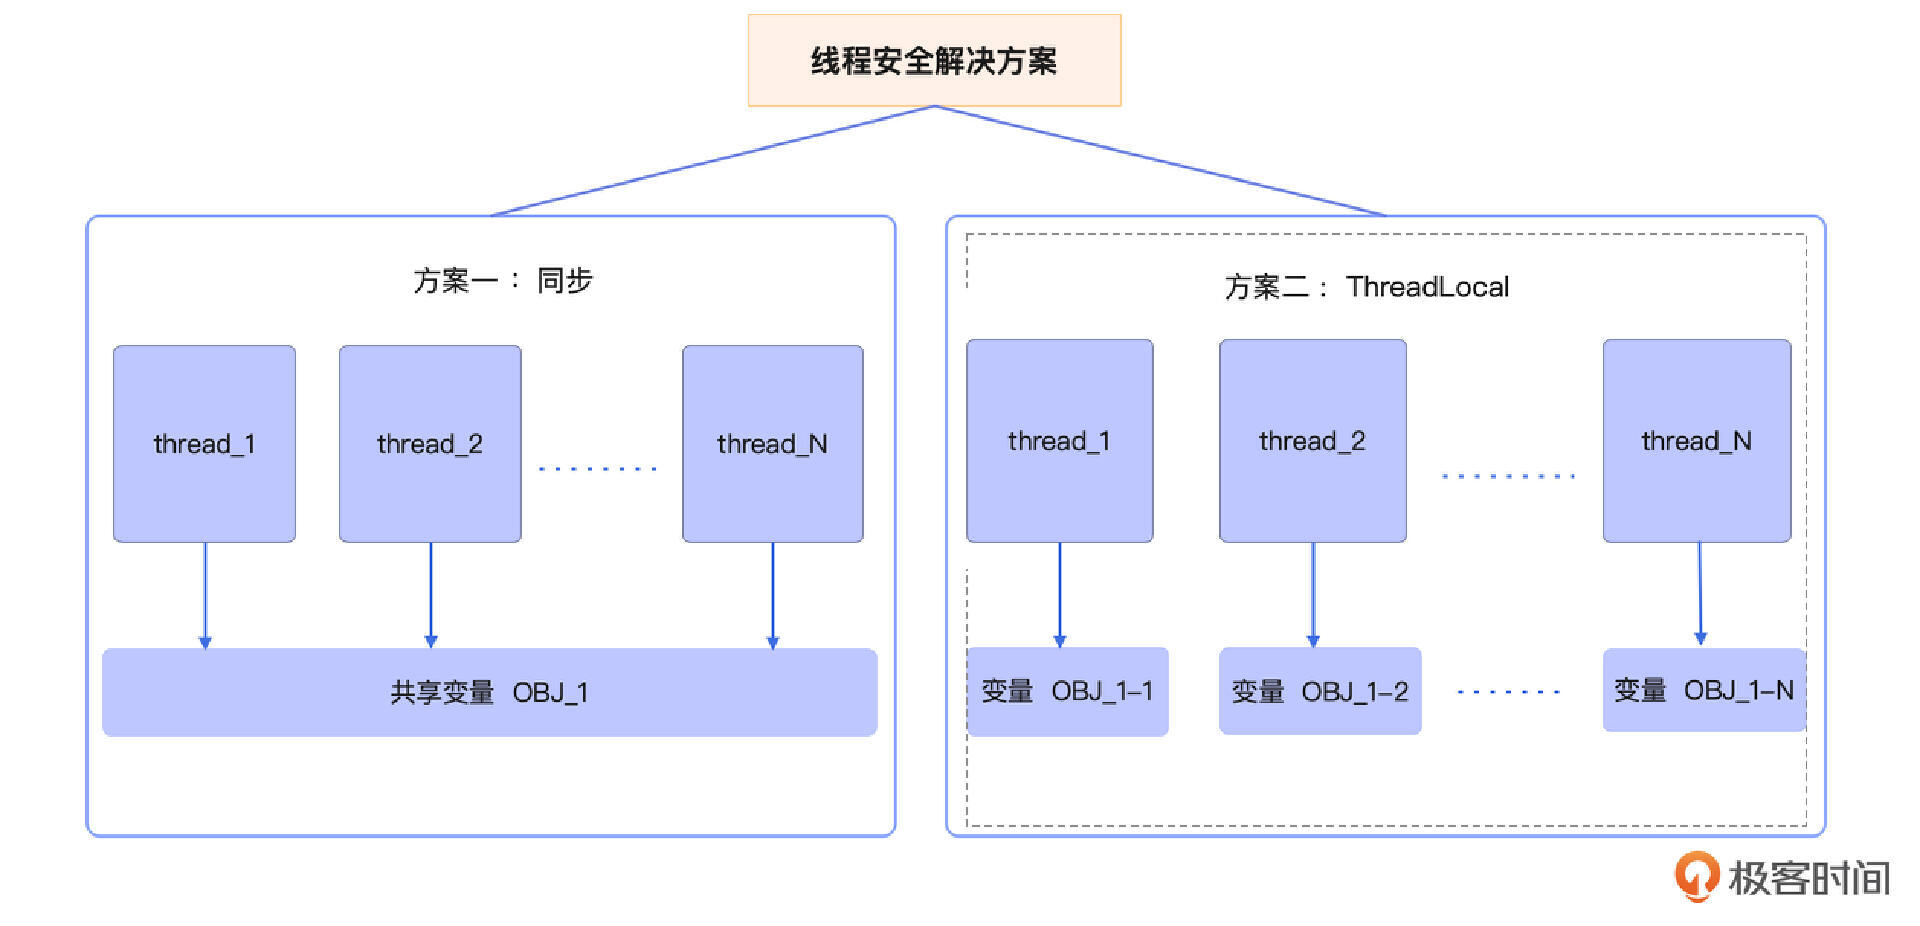 线程安全解决方案
方案一：同步
thread_1
thread_2
thread_N
共享变量 OBJ_1
方案二：ThreadLocal
thread_1
thread_2
thread_N
变量 OBJ_1-1
变量 OBJ_1-2
变量 OBJ_1-N
极客时间